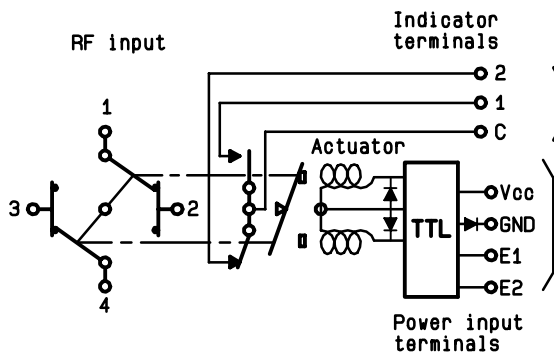 Indicator
terminals
RF input
2
1
C
1
Actuator
3
2
TTL
Vcc
GND
E1
E2
4
Power input
terminals